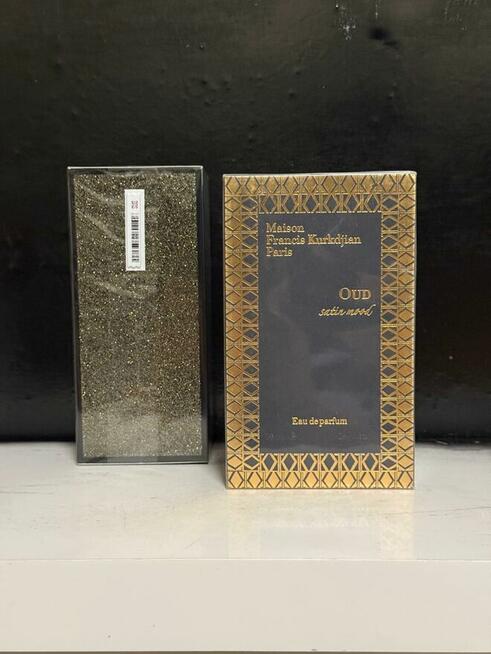 Maison
Francis Kurkdjian
Paris
OUD
satin mood
Eau de parfum